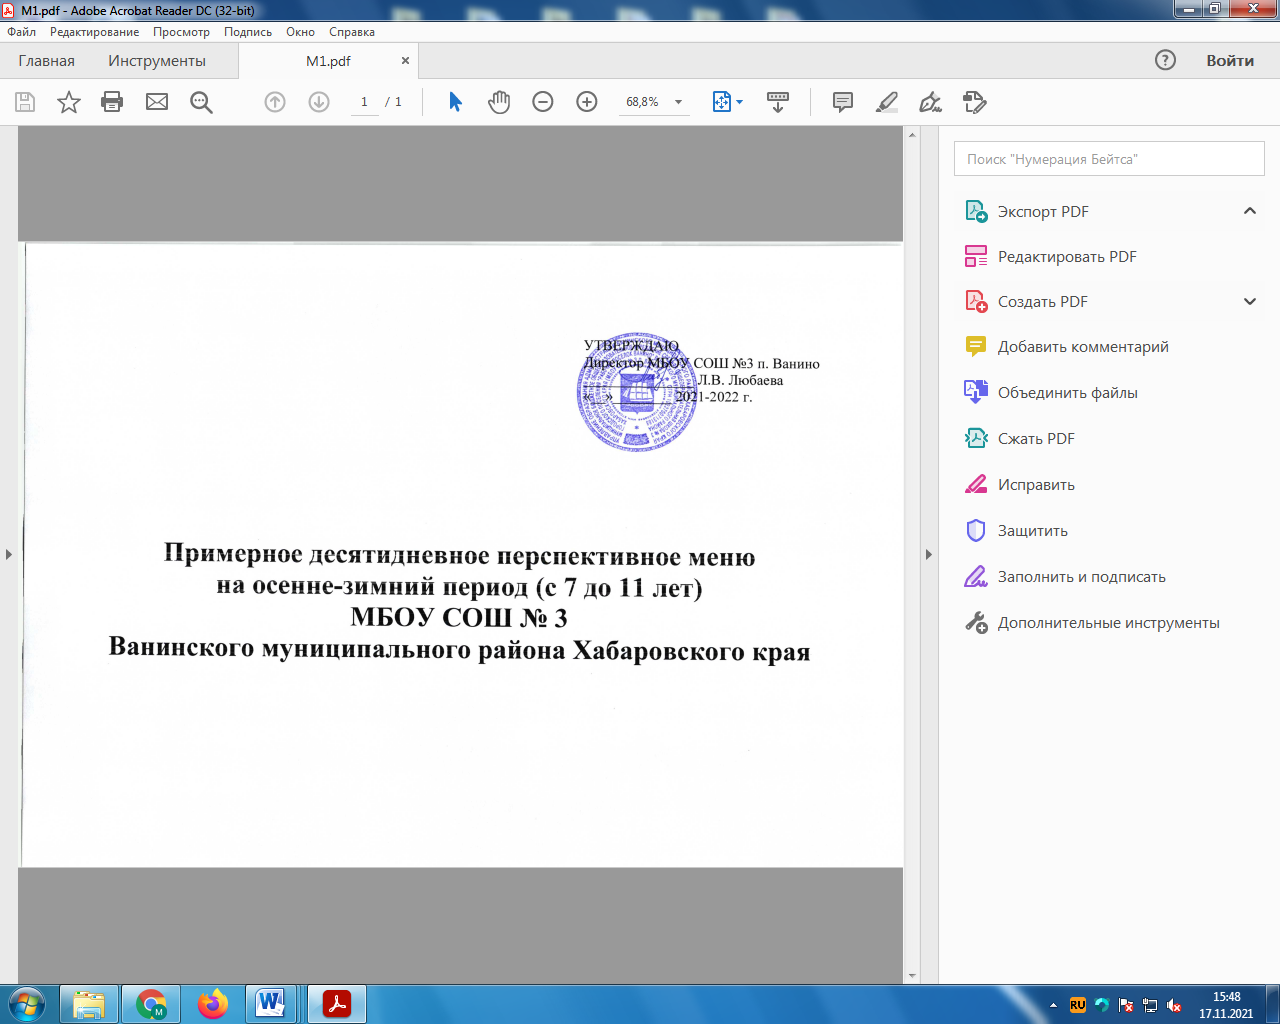 M1.pdf - Adobe Acrobat Reader DC (32-bit)
Файл Редактирование Просмотр Подпись Окно Справка
Главная Инструменты M1.pdf Войти
1 / 1 68,8%
Поиск "Нумерация Бейтса"
Экспорт PDF
Редактировать PDF
Создать PDF
Добавить комментарий
Объединить файлы
Сжать PDF
Исправить
Защитить
Заполнить и подписать
Дополнительные инструменты
УТВЕРЖДАЮ
Директор МБОУ СОШ №3 п. Ванино
Л.В. Любаева
« » 2021-2022 г.
Примерное десятидневное перспективное меню
на осенне-зимний период (с 7 до 11 лет)
МБОУ СОШ № 3
Ванинского муниципального района Хабаровского края
RU
15:48
17.11.2021